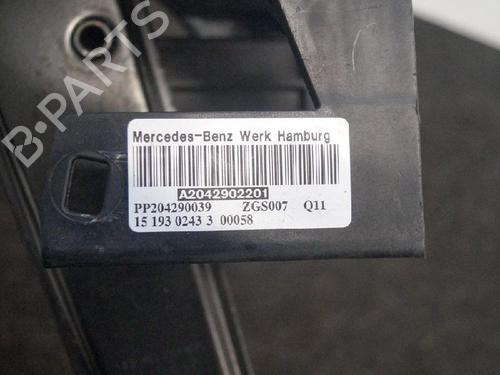 B-PARTS
Mercedes-Benz Werk Hamburg
A2042902201
PP204290039 ZGS007 Q11
15 193 0243 3 00058